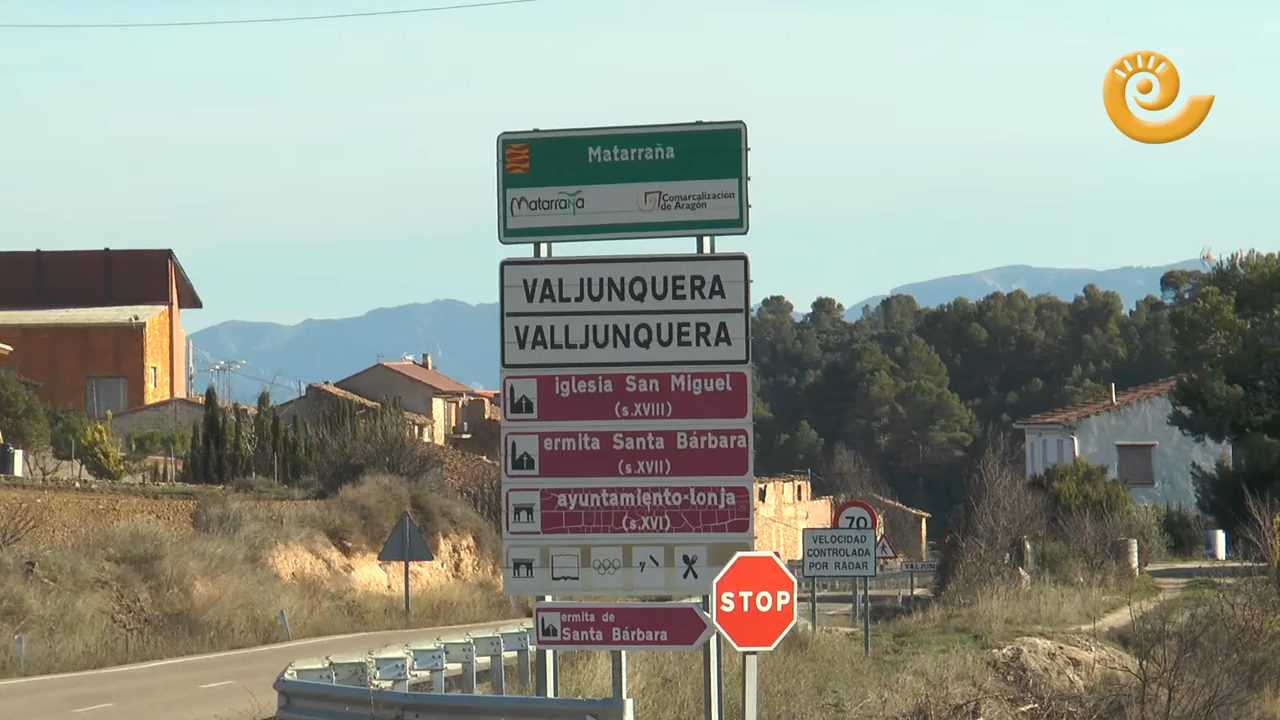 Matarraña
Matarraña
Comarcalización
de Aragón
VALJUNQUERA
VALLJUNQUERA
iglesia San Miguel
(s.XVIII)
ermita Santa Bárbara
(s.XVII)
ayuntamiento-lonja
(s.XVI)
ermita de
Santa Bárbara
STOP
70
VELOCIDAD
CONTROLADA
POR RADAR